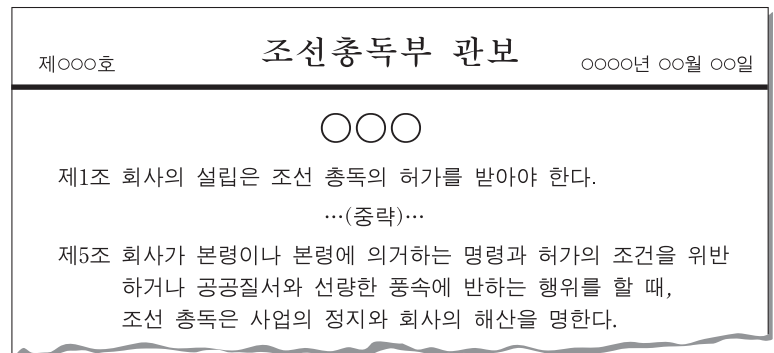 조선총독부 관보
제○○○호
○○○○년 ○○월 ○○일
○○○
제1조 회사의 설립은 조선 총독의 허가를 받아야 한다.
…(중략)…
제5조 회사가 본령이나 본령에 의거하는 명령과 허가의 조건을 위반
하거나 공공질서와 선량한 풍속에 반하는 행위를 할 때,
조선 총독은 사업의 정지와 회사의 해산을 명한다.